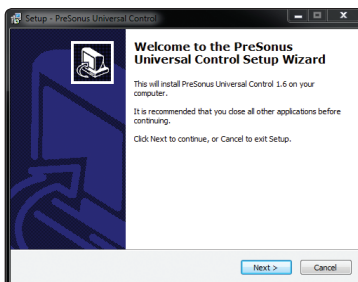 Setup - PreSonus Universal Control
Welcome to the PreSonus
Universal Control Setup Wizard
This will install PreSonus Universal Control 1.6 on your
computer.
It is recommended that you close all other applications before
continuing.
Click Next to continue, or Cancel to exit Setup.
Next >
Cancel